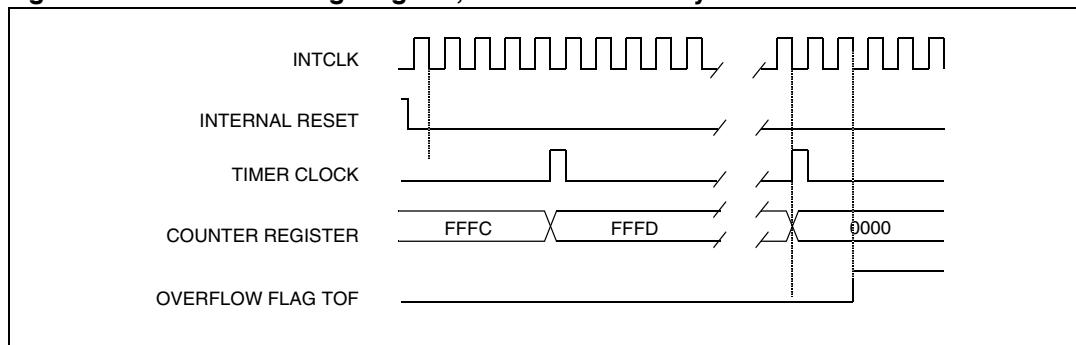 INTCLK
INTERNAL RESET
TIMER CLOCK
COUNTER REGISTER FFFC FFFD 0000
OVERFLOW FLAG TOF